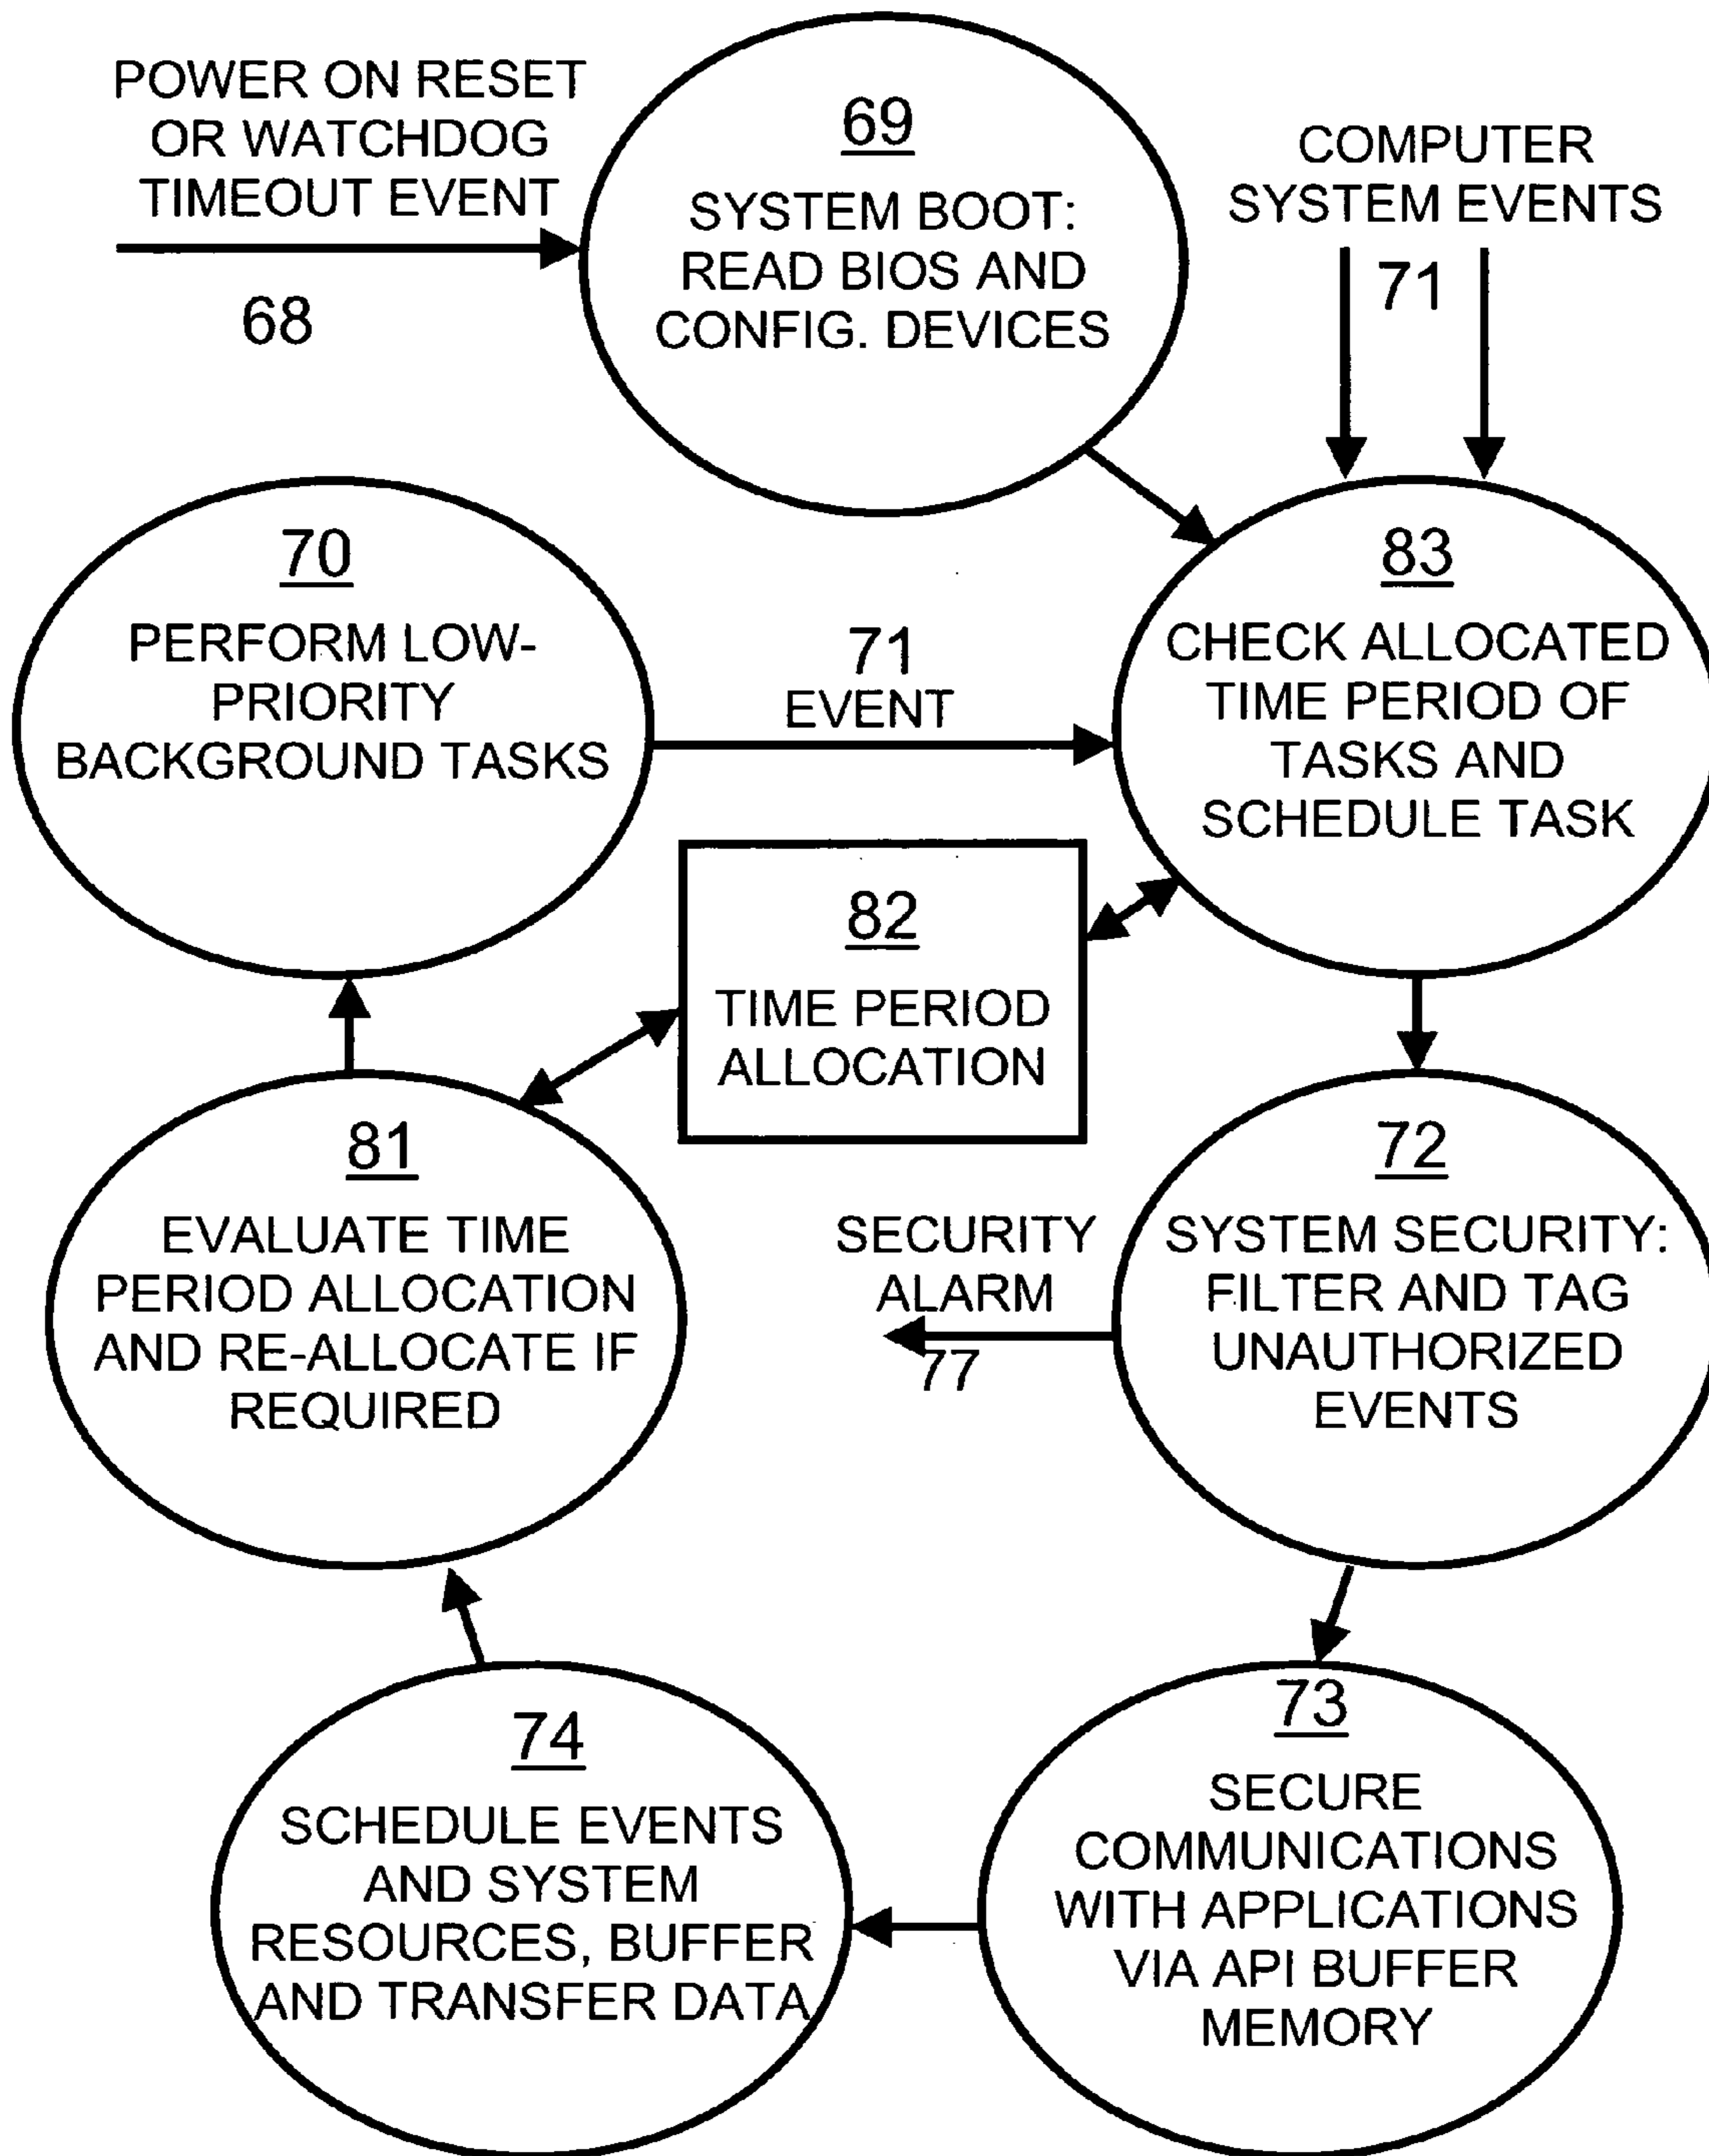 POWER ON RESET
OR WATCHDOG
TIMEOUT EVENT
68
69
SYSTEM BOOT:
READ BIOS AND
CONFIG. DEVICES
COMPUTER
SYSTEM EVENTS
71
70
PERFORM LOW-
PRIORITY
BACKGROUND TASKS
71
EVENT
83
CHECK ALLOCATED
TIME PERIOD OF
TASKS AND
SCHEDULE TASK
82
TIME PERIOD
ALLOCATION
81
EVALUATE TIME
PERIOD ALLOCATION
AND RE-ALLOCATE IF
REQUIRED
SECURITY
ALARM
77
72
SYSTEM SECURITY:
FILTER AND TAG
UNAUTHORIZED
EVENTS
74
SCHEDULE EVENTS
AND SYSTEM
RESOURCES, BUFFER
AND TRANSFER DATA
73
SECURE
COMMUNICATIONS
WITH APPLICATIONS
VIA API BUFFER
MEMORY